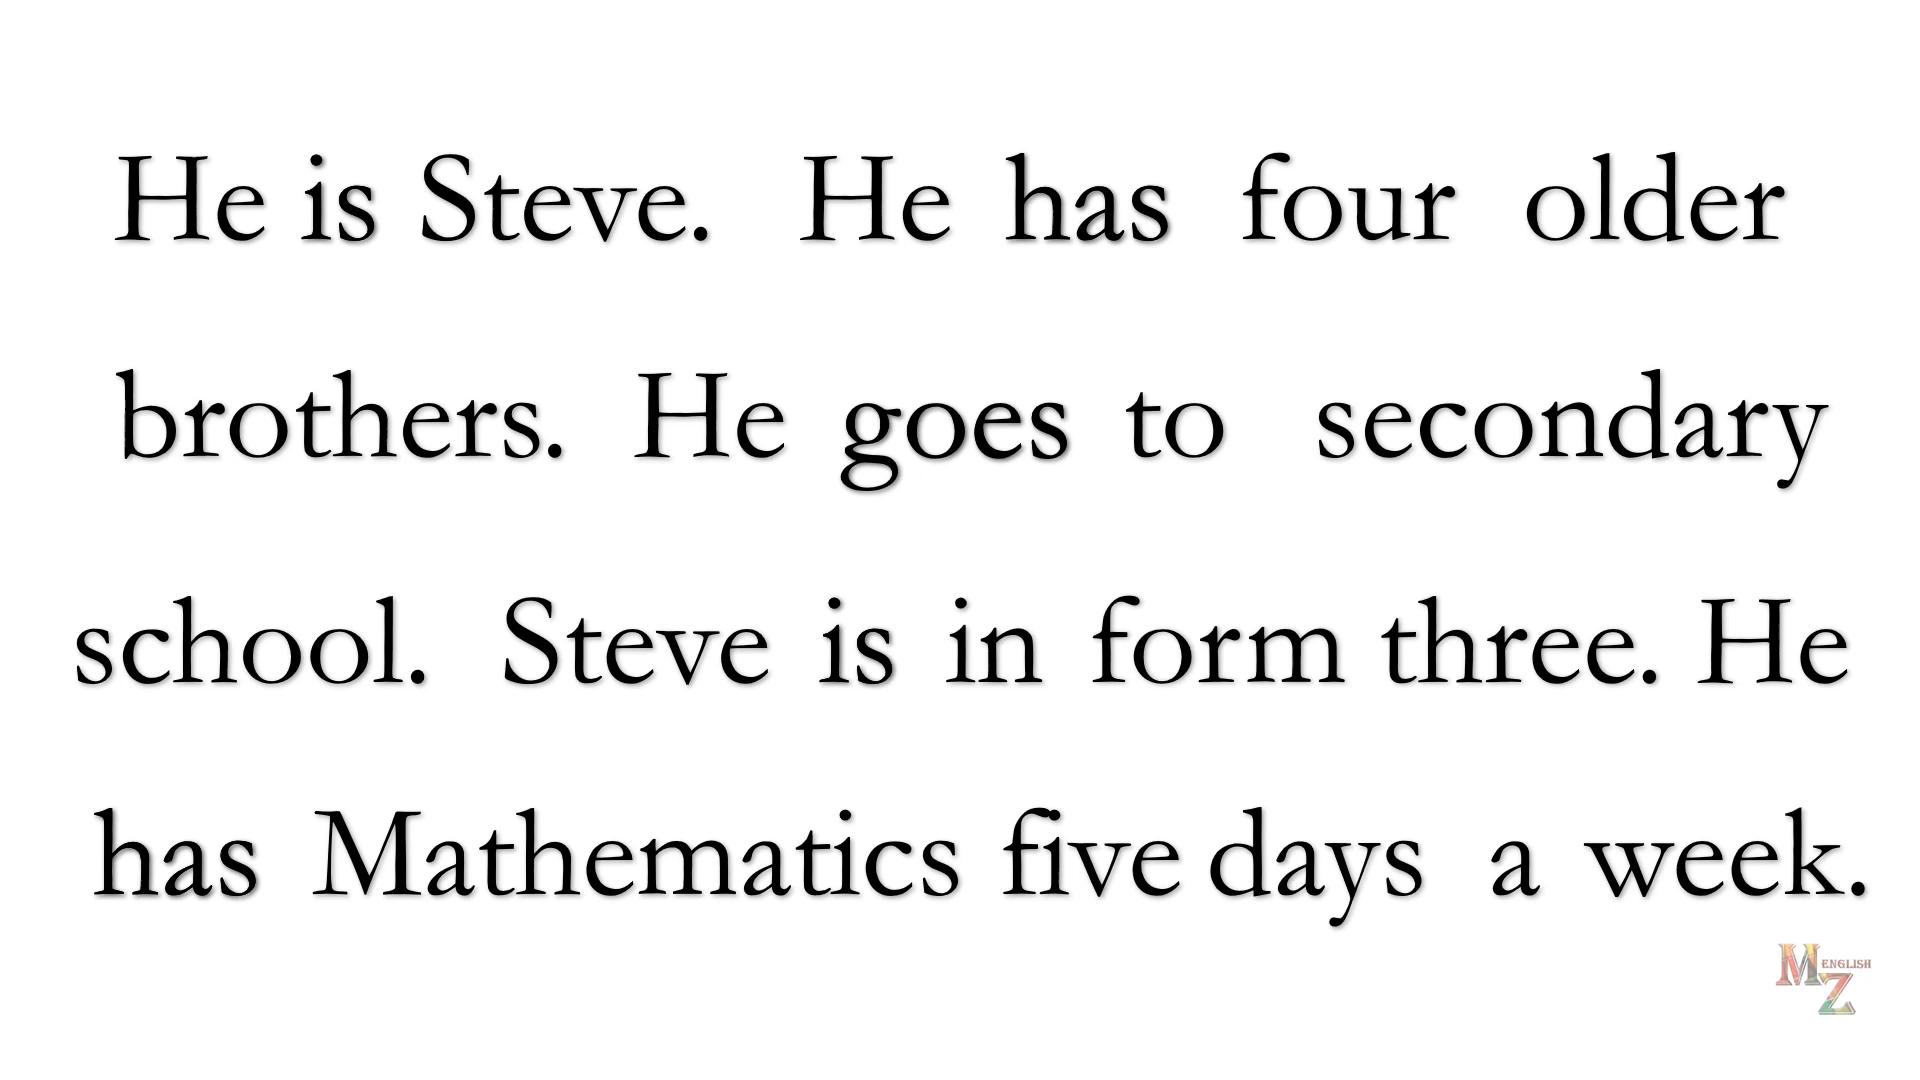 He is Steve. He has four older
brothers. He goes to secondary
school. Steve is in form three. He
has Mathematics five days a week.
M ENGLISH
Z